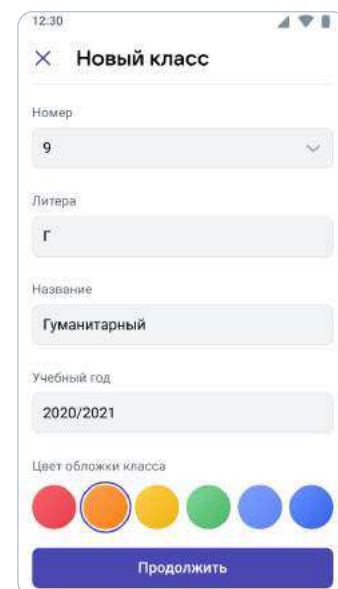 12:30
Новый класс
Номер
9
Литера
Г
Название
Гуманитарный
Учебный год
2020/2021
Цвет обложки класса
Продолжить